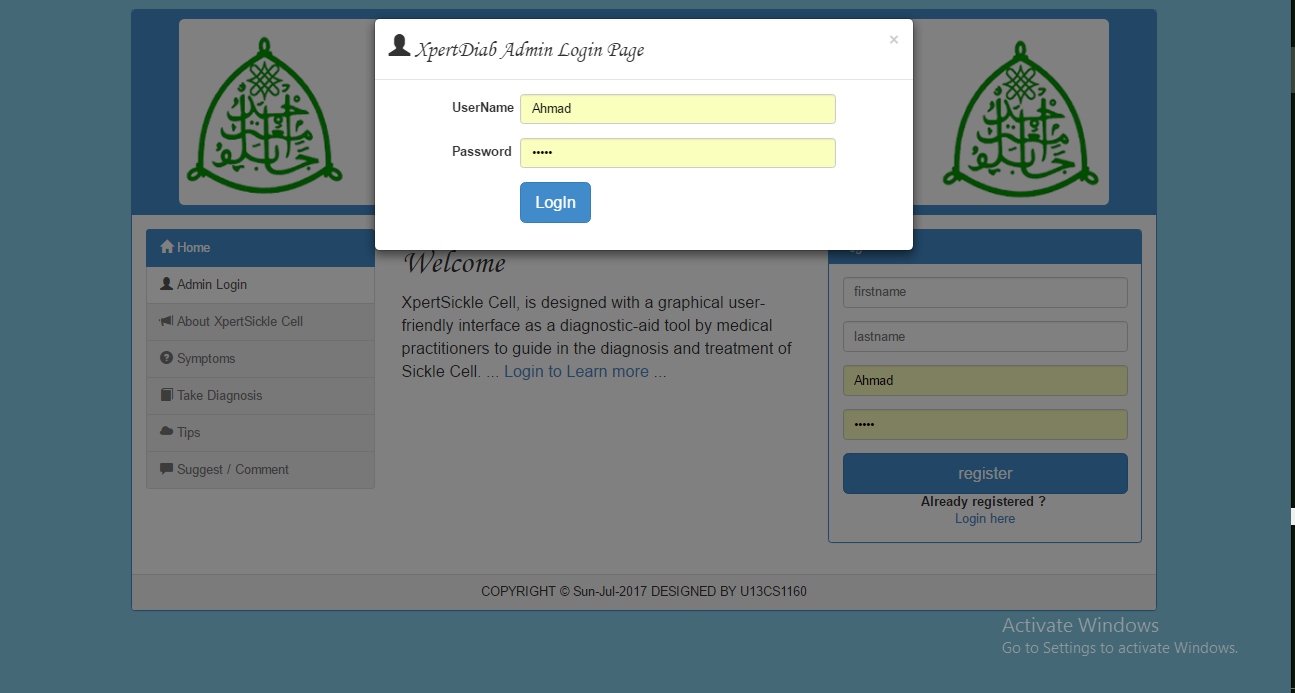 XpertDiab Admin Login Page
×
UserName
Ahmad
Password
•••••
LogIn
Home
Admin Login
About XpertSickle Cell
Symptoms
Take Diagnosis
Tips
Suggest / Comment
Welcome
XpertSickle Cell, is designed with a graphical user-
friendly interface as a diagnostic-aid tool by medical
practitioners to guide in the diagnosis and treatment of
Sickle Cell. ... Login to Learn more ...
firstname
lastname
Ahmad
•••••
register
Already registered ?
Login here
COPYRIGHT © Sun-Jul-2017 DESIGNED BY U13CS1160
Activate Windows
Go to Settings to activate Windows.